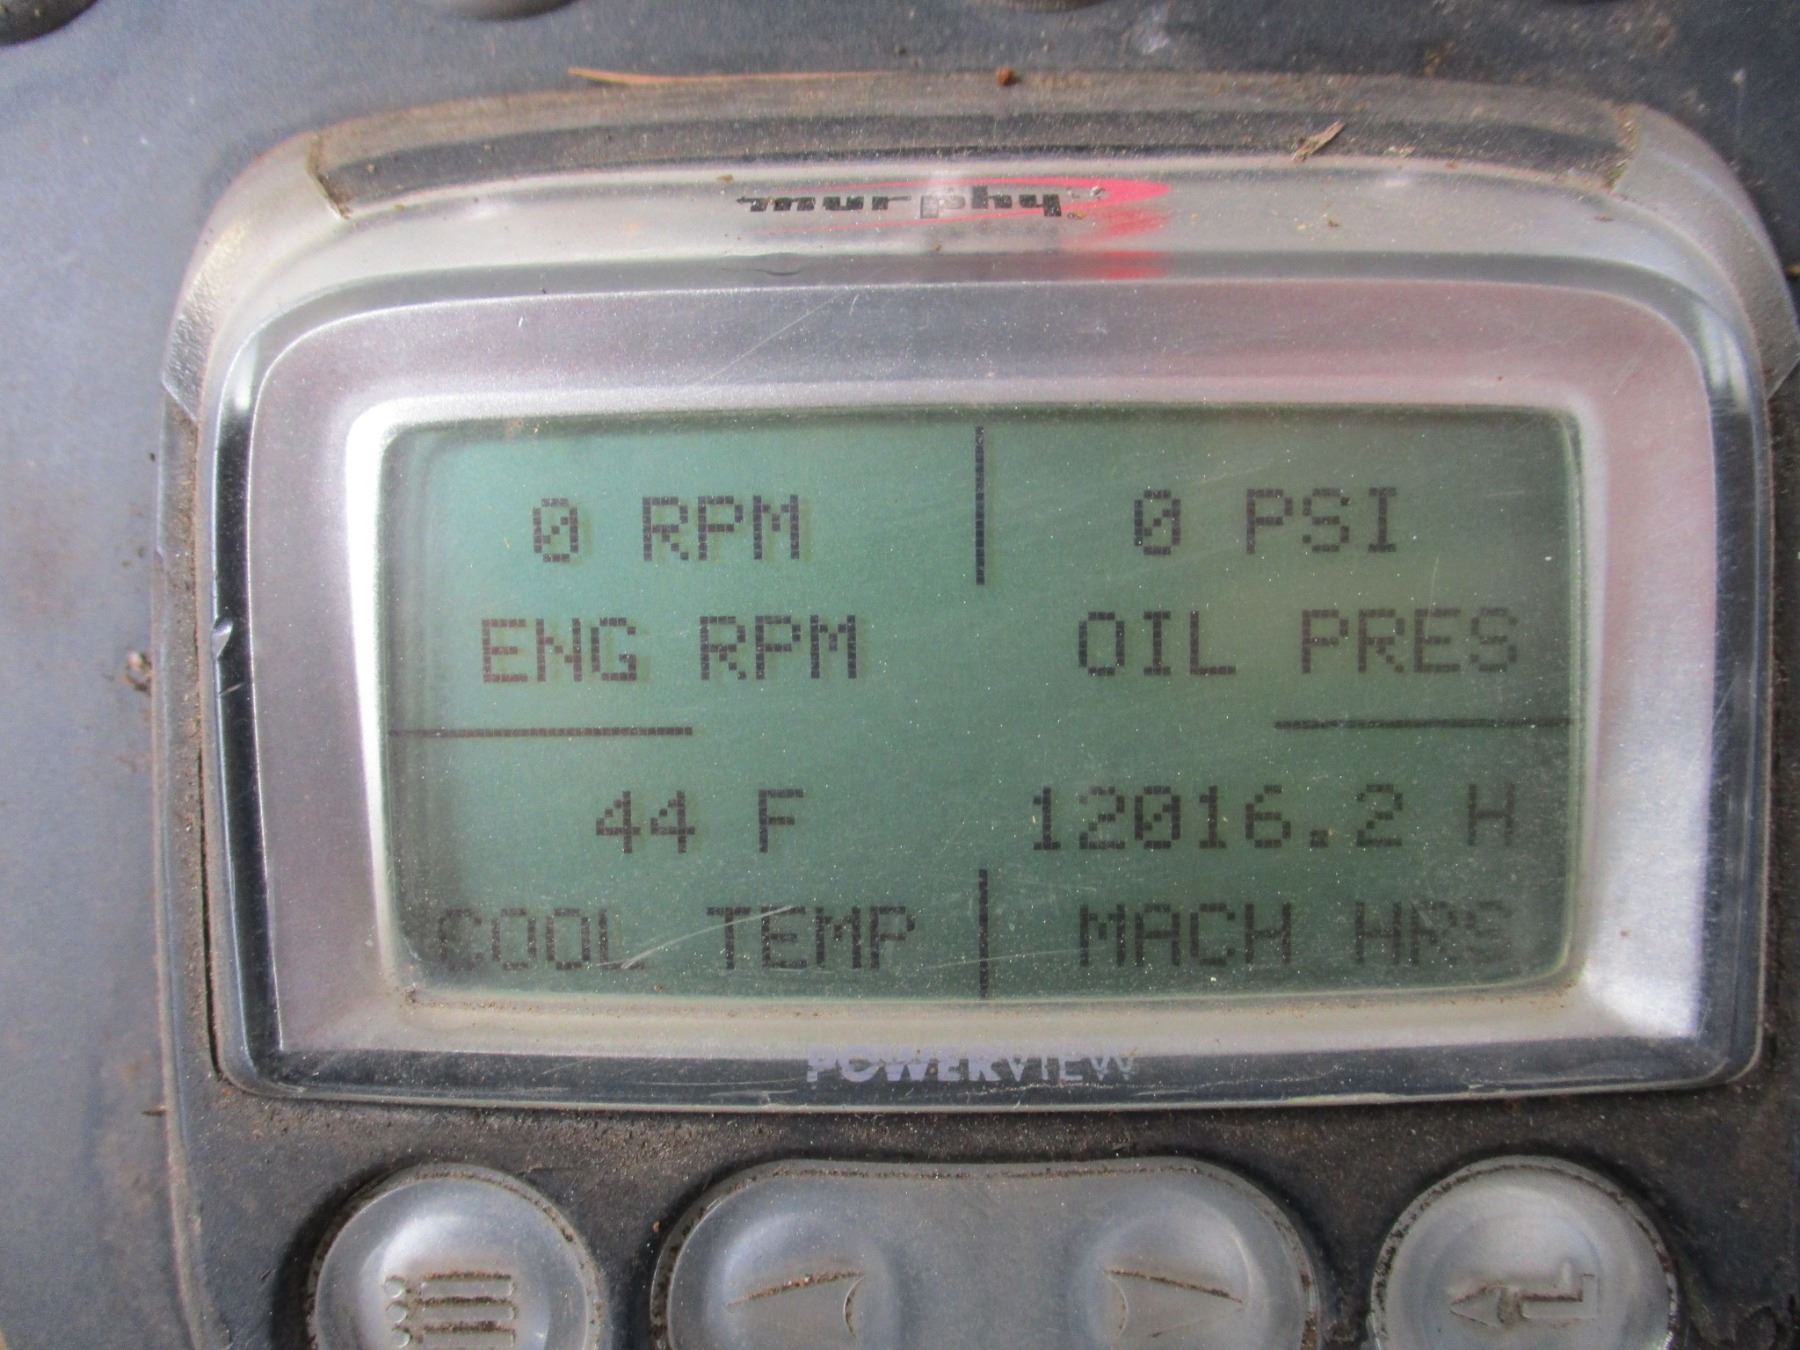 murphy
0 RPM 0 PSI
ENG RPM OIL PRES
44 F 12016.2 H
COOL TEMP MACH HRS
POWERVIEW